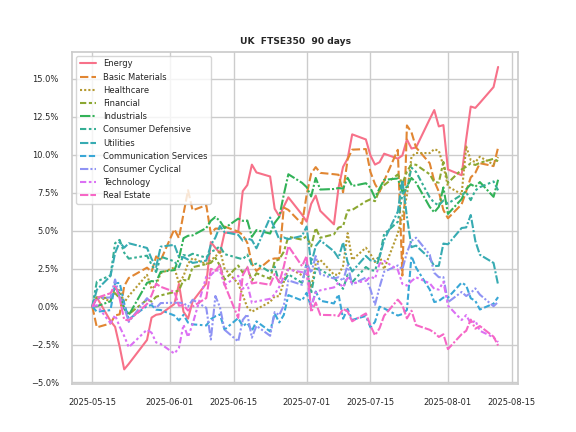 UK  FTSE350  90 days
Energy
Basic Materials
Healthcare
Financial
Industrials
Consumer Defensive
Utilities
Communication Services
Consumer Cyclical
Technology
Real Estate
15.0%
12.5%
10.0%
7.5%
5.0%
2.5%
0.0%
−2.5%
−5.0%
2025-05-15 2025-06-01 2025-06-15 2025-07-01 2025-07-15 2025-08-01 2025-08-15